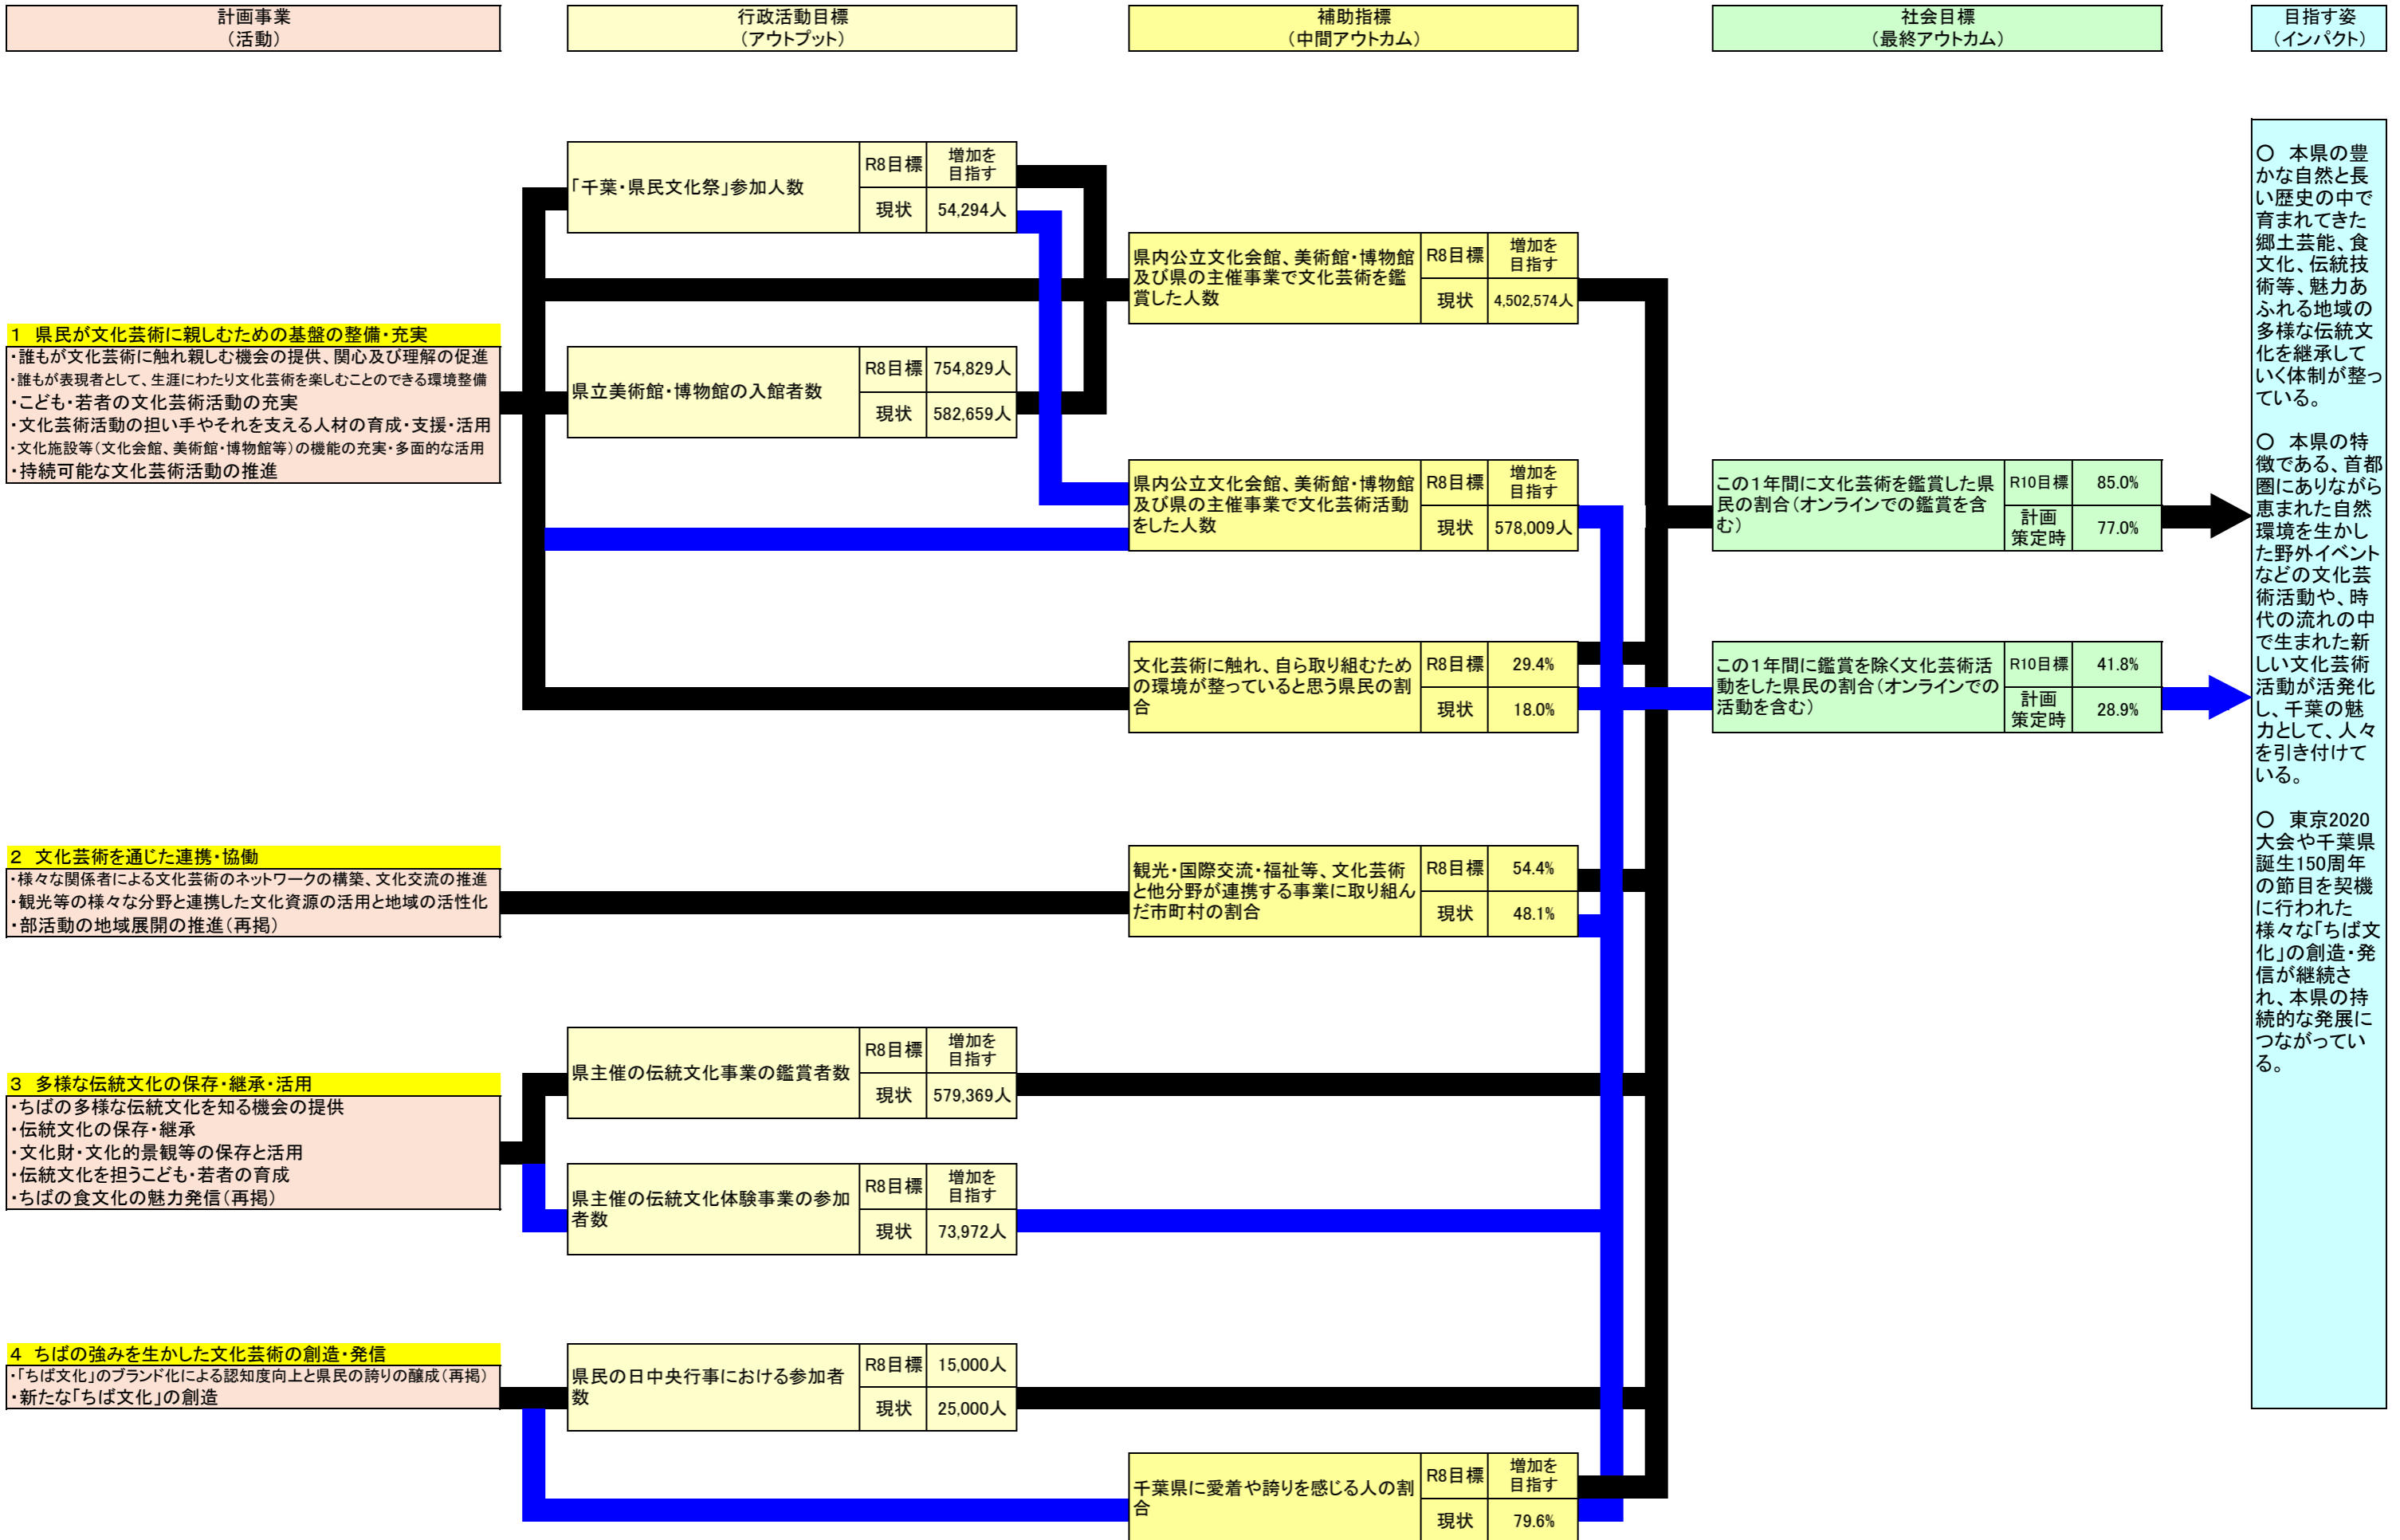 計画事業
（活動）
行政活動目標
（アウトプット）
補助指標
（中間アウトカム）
社会目標
（最終アウトカム）
目指す姿
（インパクト）
1 県民が文化芸術に親しむための基盤の整備・充実
・誰もが文化芸術に触れ親しむ機会の提供、関心及び理解の促進
・誰もが表現者として、生涯にわたり文化芸術を楽しむことのできる環境整備
・こども・若者の文化芸術活動の充実
・文化芸術活動の担い手やそれを支える人材の育成・支援・活用
・文化施設等（文化会館、美術館・博物館等）の機能の充実・多面的な活用
・持続可能な文化芸術活動の推進
2 文化芸術を通じた連携・協働
・様々な関係者による文化芸術のネットワークの構築、文化交流の推進
・観光等の様々な分野と連携した文化資源の活用と地域の活性化
・部活動の地域展開の推進（再掲）
3 多様な伝統文化の保存・継承・活用
・ちばの多様な伝統文化を知る機会の提供
・伝統文化の保存・継承
・文化財・文化的景観等の保存と活用
・伝統文化を担うこども・若者の育成
・ちばの食文化の魅力発信（再掲）
4 ちばの強みを生かした文化芸術の創造・発信
・「ちば文化」のブランド化による認知度向上と県民の誇りの醸成（再掲）
・新たな「ちば文化」の創造
「千葉・県民文化祭」参加人数
R8目標
増加を
目指す
現状
54,294人
県立美術館・博物館の入館者数
R8目標
754,829人
現状
582,659人
県主催の伝統文化事業の鑑賞者数
R8目標
増加を
目指す
現状
579,369人
県主催の伝統文化体験事業の参加
者数
R8目標
増加を
目指す
現状
73,972人
県民の日中央行事における参加者
数
R8目標
15,000人
現状
25,000人
県内公立文化会館、美術館・博物館
及び県の主催事業で文化芸術を鑑
賞した人数
R8目標
増加を
目指す
現状
4,502,574人
県内公立文化会館、美術館・博物館
及び県の主催事業で文化芸術活動
をした人数
R8目標
増加を
目指す
現状
578,009人
文化芸術に触れ、自ら取り組むため
の環境が整っていると思う県民の割
合
R8目標
29.4%
現状
18.0%
観光・国際交流・福祉等、文化芸術
と他分野が連携する事業に取り組ん
だ市町村の割合
R8目標
54.4%
現状
48.1%
千葉県に愛着や誇りを感じる人の割
合
R8目標
増加を
目指す
現状
79.6%
この1年間に文化芸術を鑑賞した県
民の割合（オンラインでの鑑賞を含
む）
R10目標
85.0%
計画
策定時
77.0%
この1年間に鑑賞を除く文化芸術活
動をした県民の割合（オンラインでの
活動を含む）
R10目標
41.8%
計画
策定時
28.9%
○ 本県の豊
かな自然と長
い歴史の中で
育まれてきた
郷土芸能、食
文化、伝統技
術等、魅力あ
ふれる地域の
多様な伝統文
化を継承して
いく体制が整っ
ている。
○ 本県の特
徴である、首都
圏にありながら
恵まれた自然
環境を生かし
た野外イベント
などの文化芸
術活動や、時
代の流れの中
で生まれた新
しい文化芸術
活動が活発化
し、千葉の魅
力として、人々
を引き付けて
いる。
○ 東京2020
大会や千葉県
誕生150周年
の節目を契機
に行われた
様々な「ちば文
化」の創造・発
信が継続さ
れ、本県の持
続的な発展に
つながってい
る。